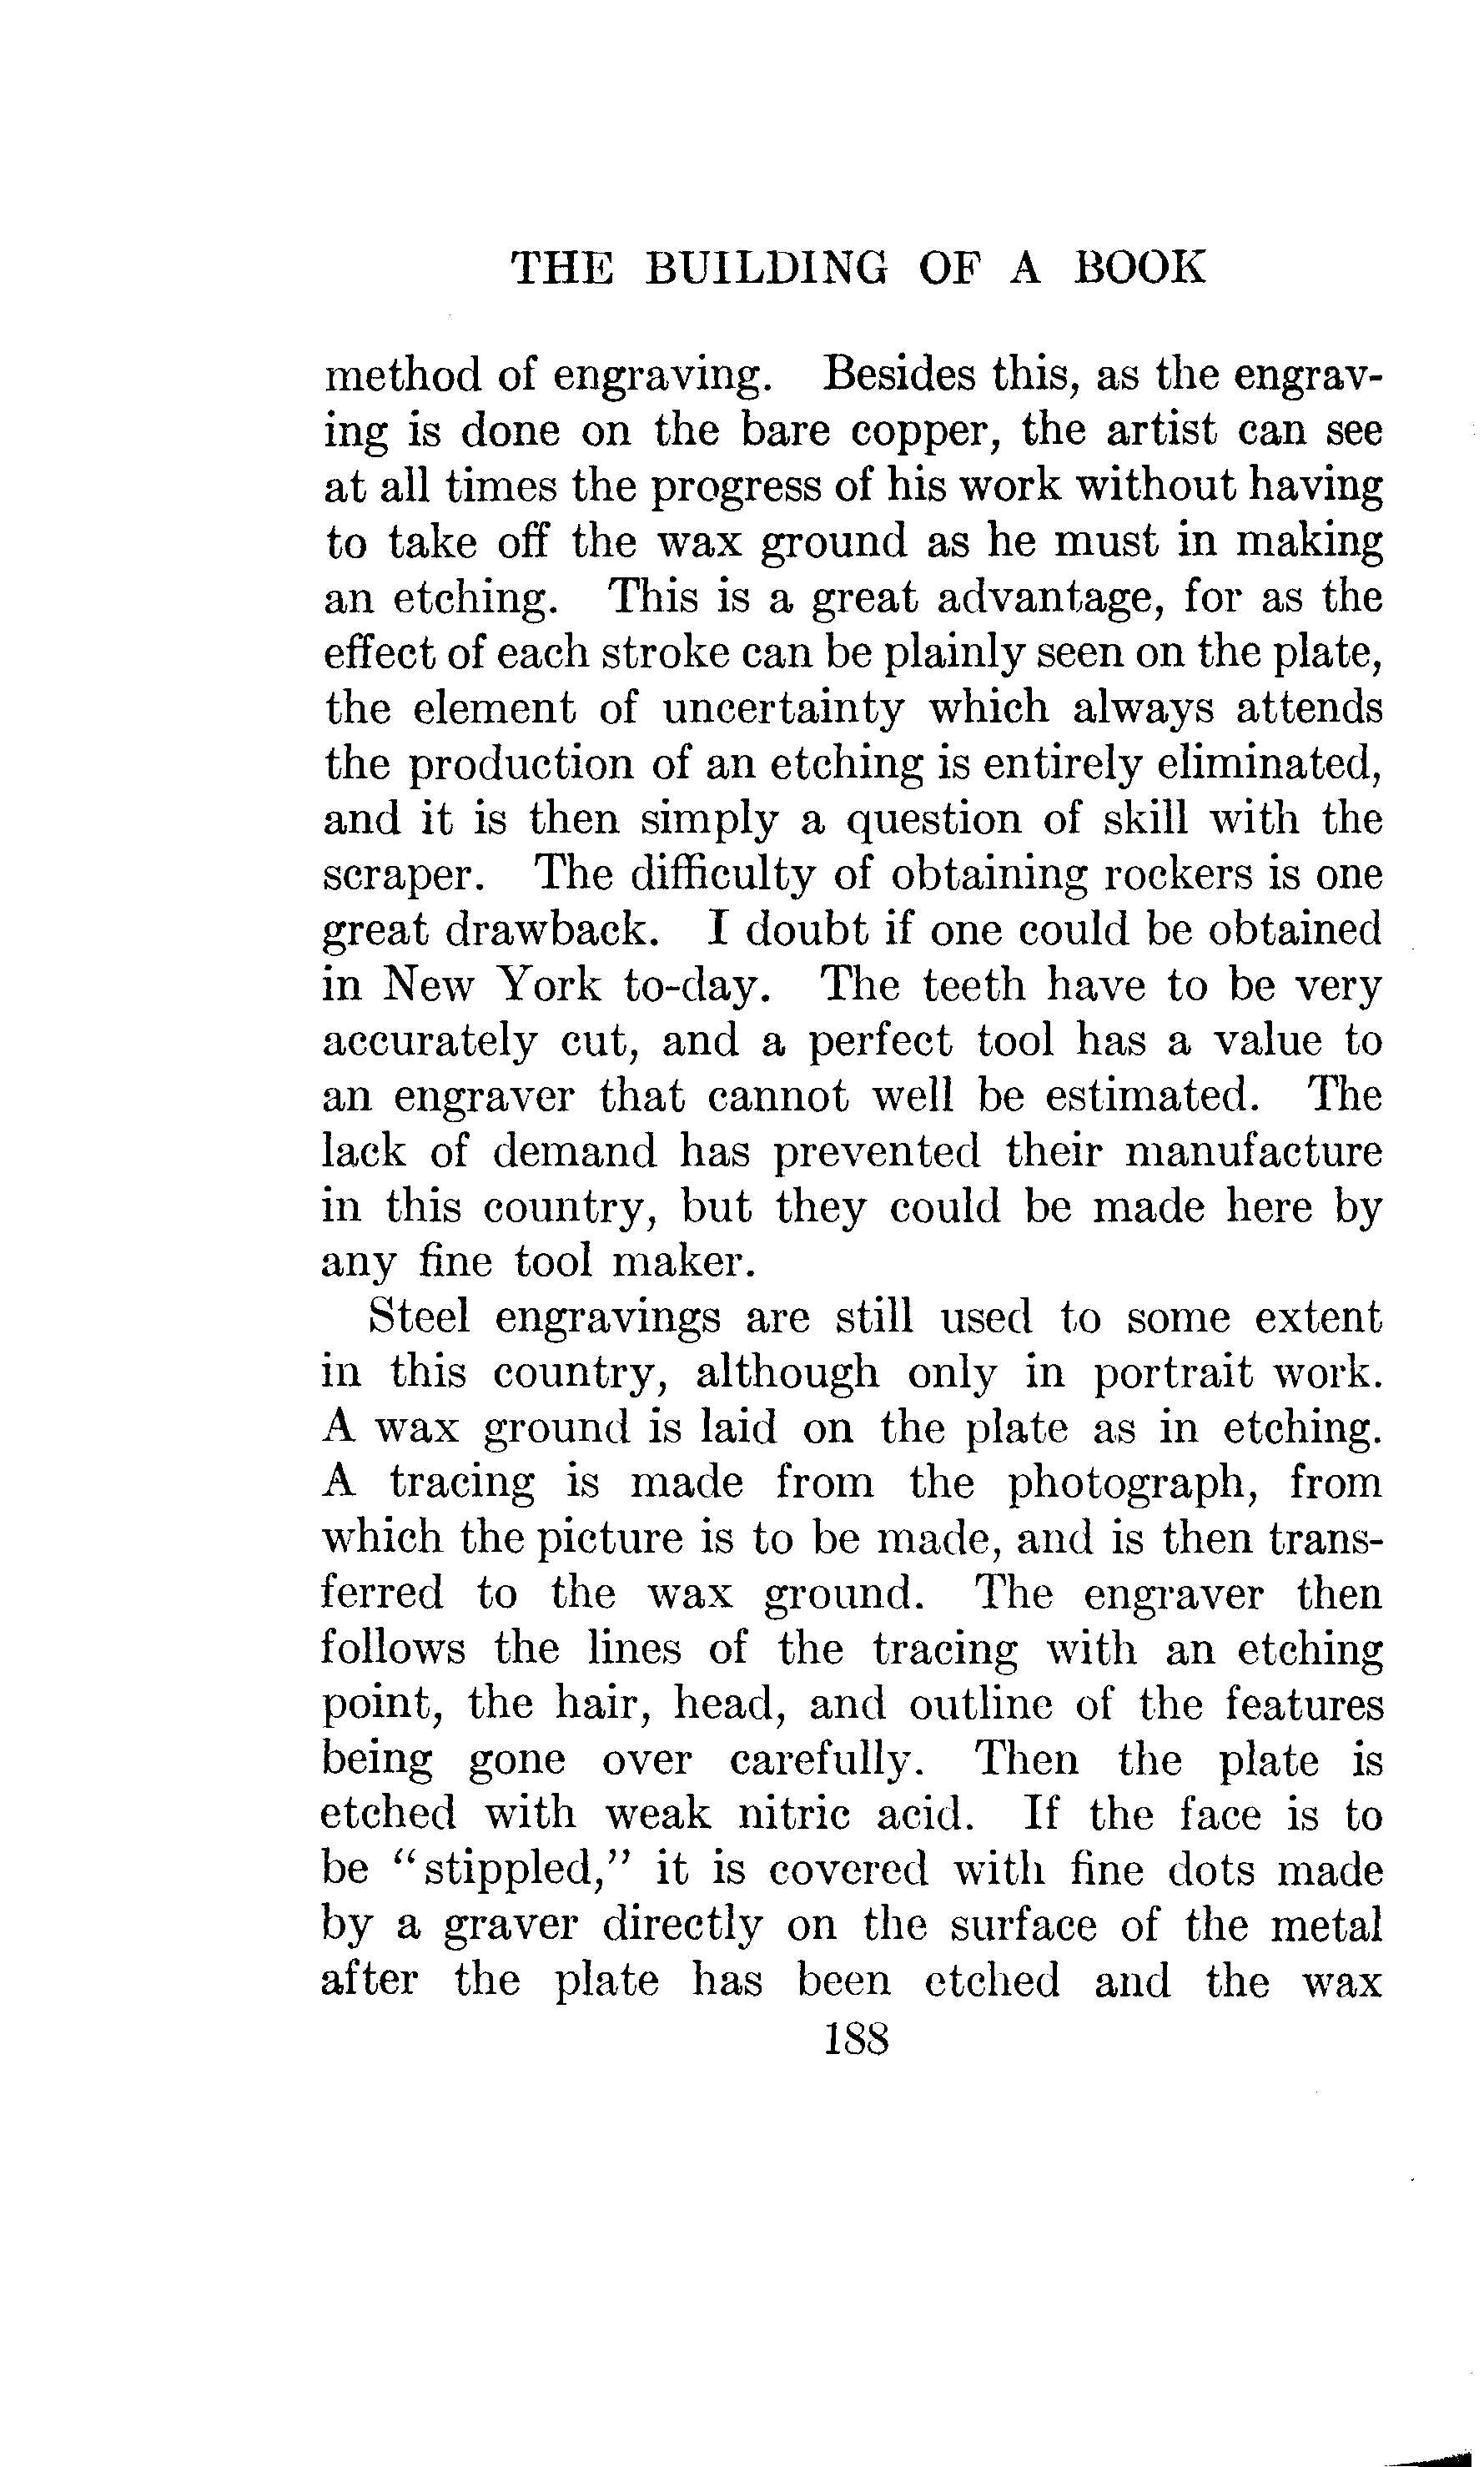 THE BUILDING OF A BOOK
method of engraving. Besides this, as the engrav-
ing is done on the bare copper, the artist can see
at all times the progress of his work without having
to take off the wax ground as he must in making
an etching. This is a great advantage, for as the
effect of each stroke can be plainly seen on the plate,
the element of uncertainty which always attends
the production of an etching is entirely eliminated,
and it is then simply a question of skill with the
scraper. The difficulty of obtaining rockers is one
great drawback. I doubt if one could be obtained
in New York to-day. The teeth have to be very
accurately cut, and a perfect tool has a value to
an engraver that cannot well be estimated. The
lack of demand has prevented their manufacture
in this country, but they could be made here by
any fine tool maker.
Steel engravings are still used to some extent
in this country, although only in portrait work.
A wax ground is laid on the plate as in etching.
A tracing is made from the photograph, from
which the picture is to be made, and is then trans-
ferred to the wax ground. The engraver then
follows the lines of the tracing with an etching
point, the hair, head, and outline of the features
being gone over carefully. Then the plate is
etched with weak nitric acid. If the face is to
be “stippled,” it is covered with fine dots made
by a graver directly on the surface of the metal
after the plate has been etched and the wax
188